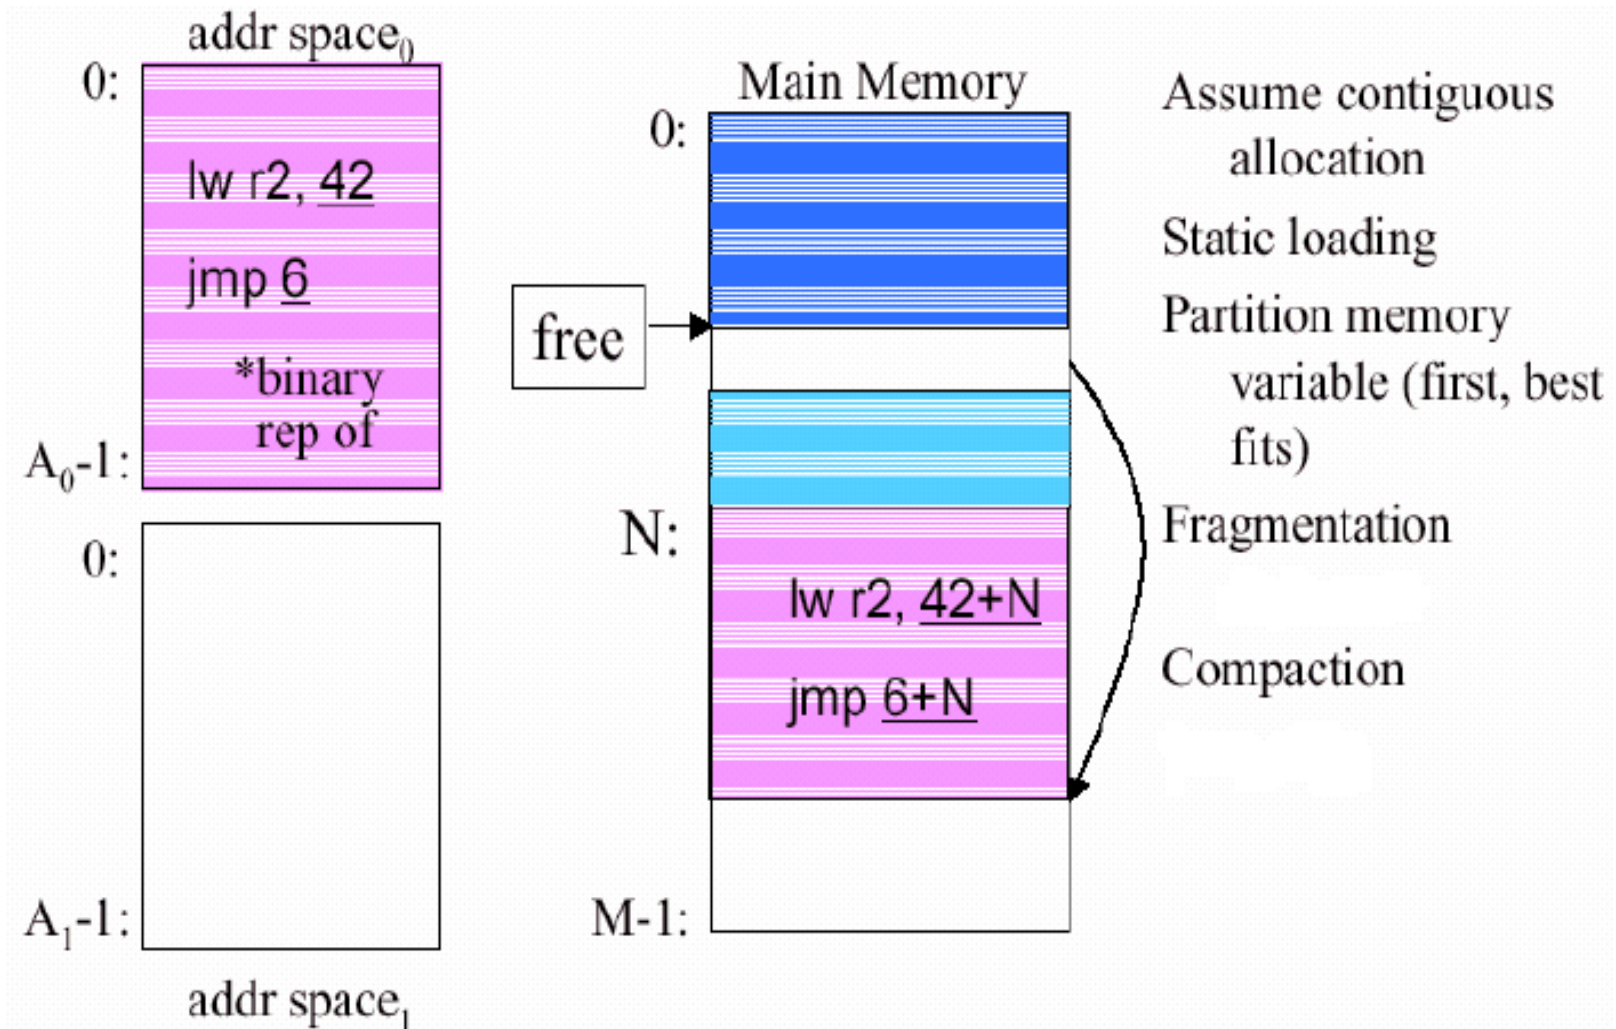 addr space₀
0:
lw r2, 42
jmp 6
*binary
rep of
A₀-1:
0:
A₁-1:
addr space₁
Main Memory
0:
free
N:
lw r2, 42+N
jmp 6+N
M-1:
Assume contiguous
allocation
Static loading
Partition memory
variable (first, best
fits)
Fragmentation
Compaction